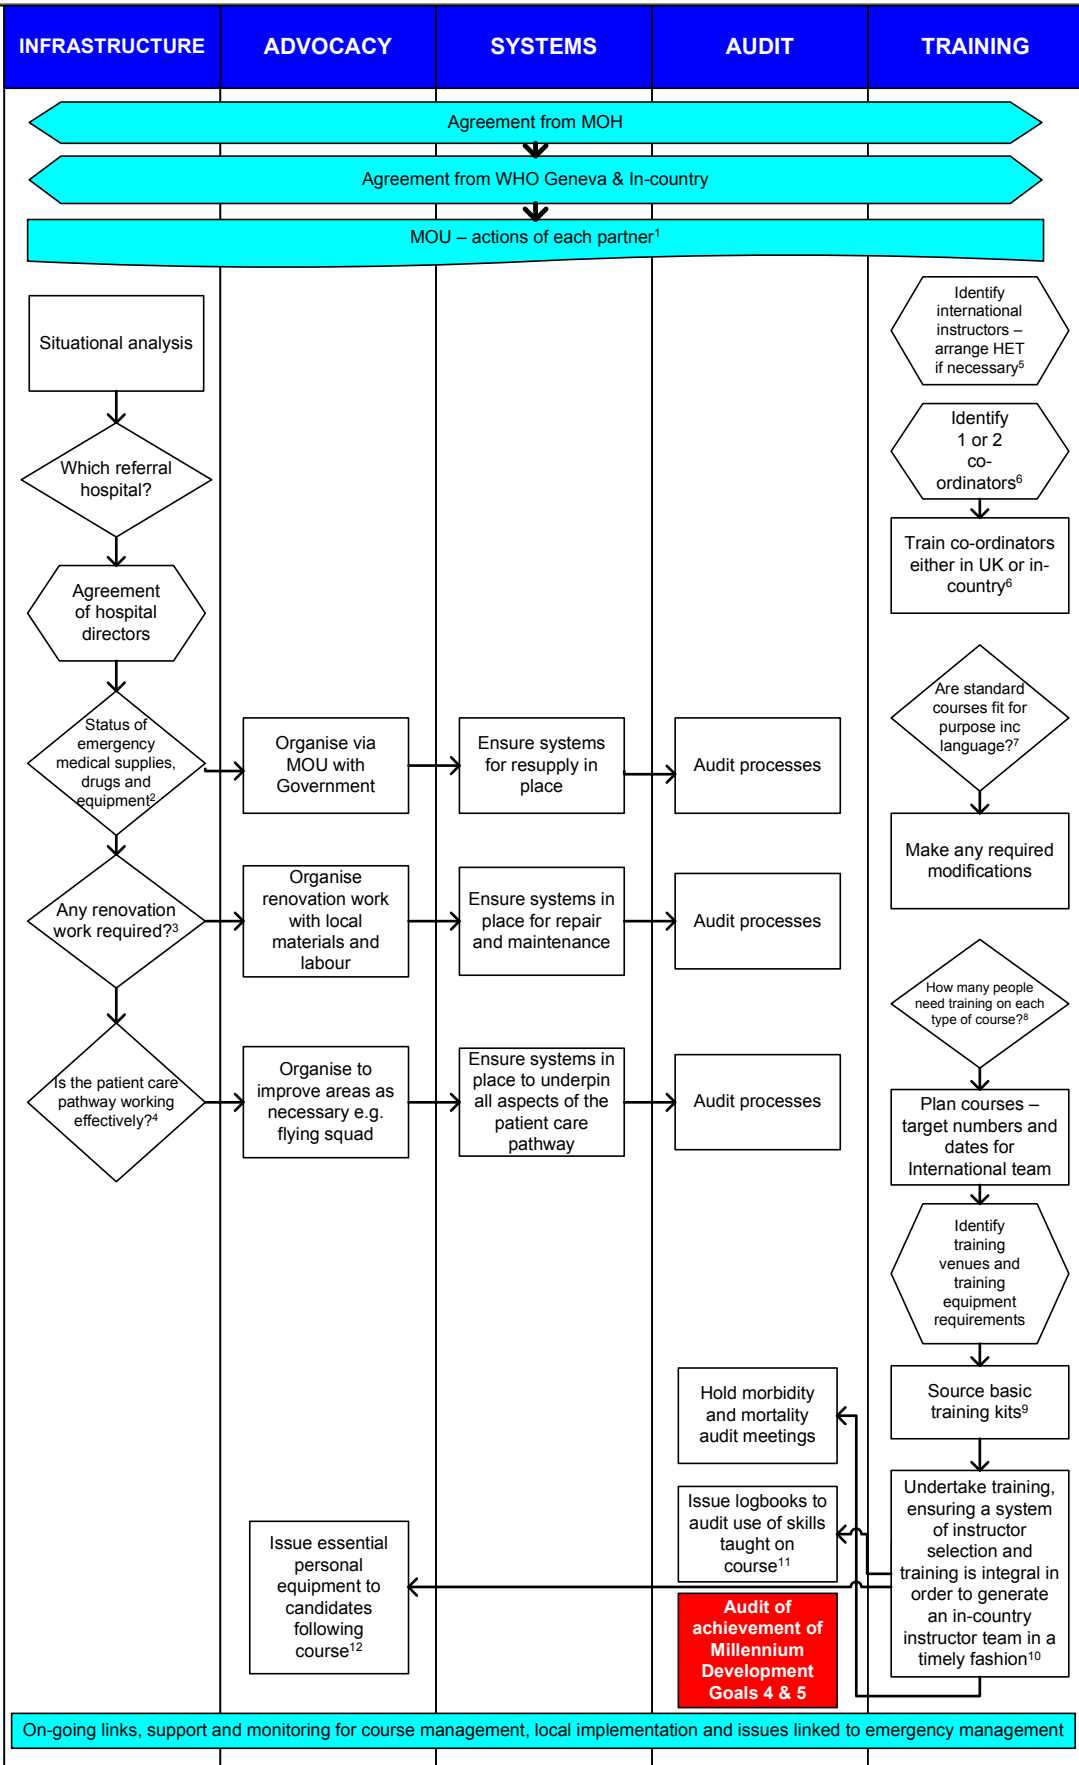 INFRASTRUCTURE
ADVOCACY
SYSTEMS
AUDIT
TRAINING
Agreement from MOH
Agreement from WHO Geneva & In-country
MOU – actions of each partner¹
Situational analysis
Which referral
hospital?
Agreement
of hospital
directors
Status of
emergency
medical supplies,
drugs and
equipment²
Organise via
MOU with
Government
Ensure systems
for resupply in
place
Audit processes
Any renovation
work required?³
Organise
renovation work
with local
materials and
labour
Ensure systems in
place for repair
and maintenance
Audit processes
Is the patient care
pathway working
effectively?⁴
Organise to
improve areas as
necessary e.g.
flying squad
Ensure systems in
place to underpin
all aspects of the
patient care
pathway
Audit processes
Identify
international
instructors –
arrange HET
if necessary⁵
Identify
1 or 2
co-
ordinators⁶
Train co-ordinators
either in UK or in-
country⁶
Are standard
courses fit for
purpose inc
language?⁷
Make any required
modifications
How many people
need training on each
type of course?⁸
Plan courses –
target numbers and
dates for
International team
Identify
training
venues and
training
equipment
requirements
Source basic
training kits⁹
Undertake training,
ensuring a system
of instructor
selection and
training is integral in
order to generate
an in-country
instructor team in a
timely fashion¹⁰
Hold morbidity
and mortality
audit meetings
Issue logbooks to
audit use of skills
taught on
course¹¹
Issue essential
personal
equipment to
candidates
following
course¹²
Audit of
achievement of
Millennium
Development
Goals 4 & 5
On-going links, support and monitoring for course management, local implementation and issues linked to emergency management